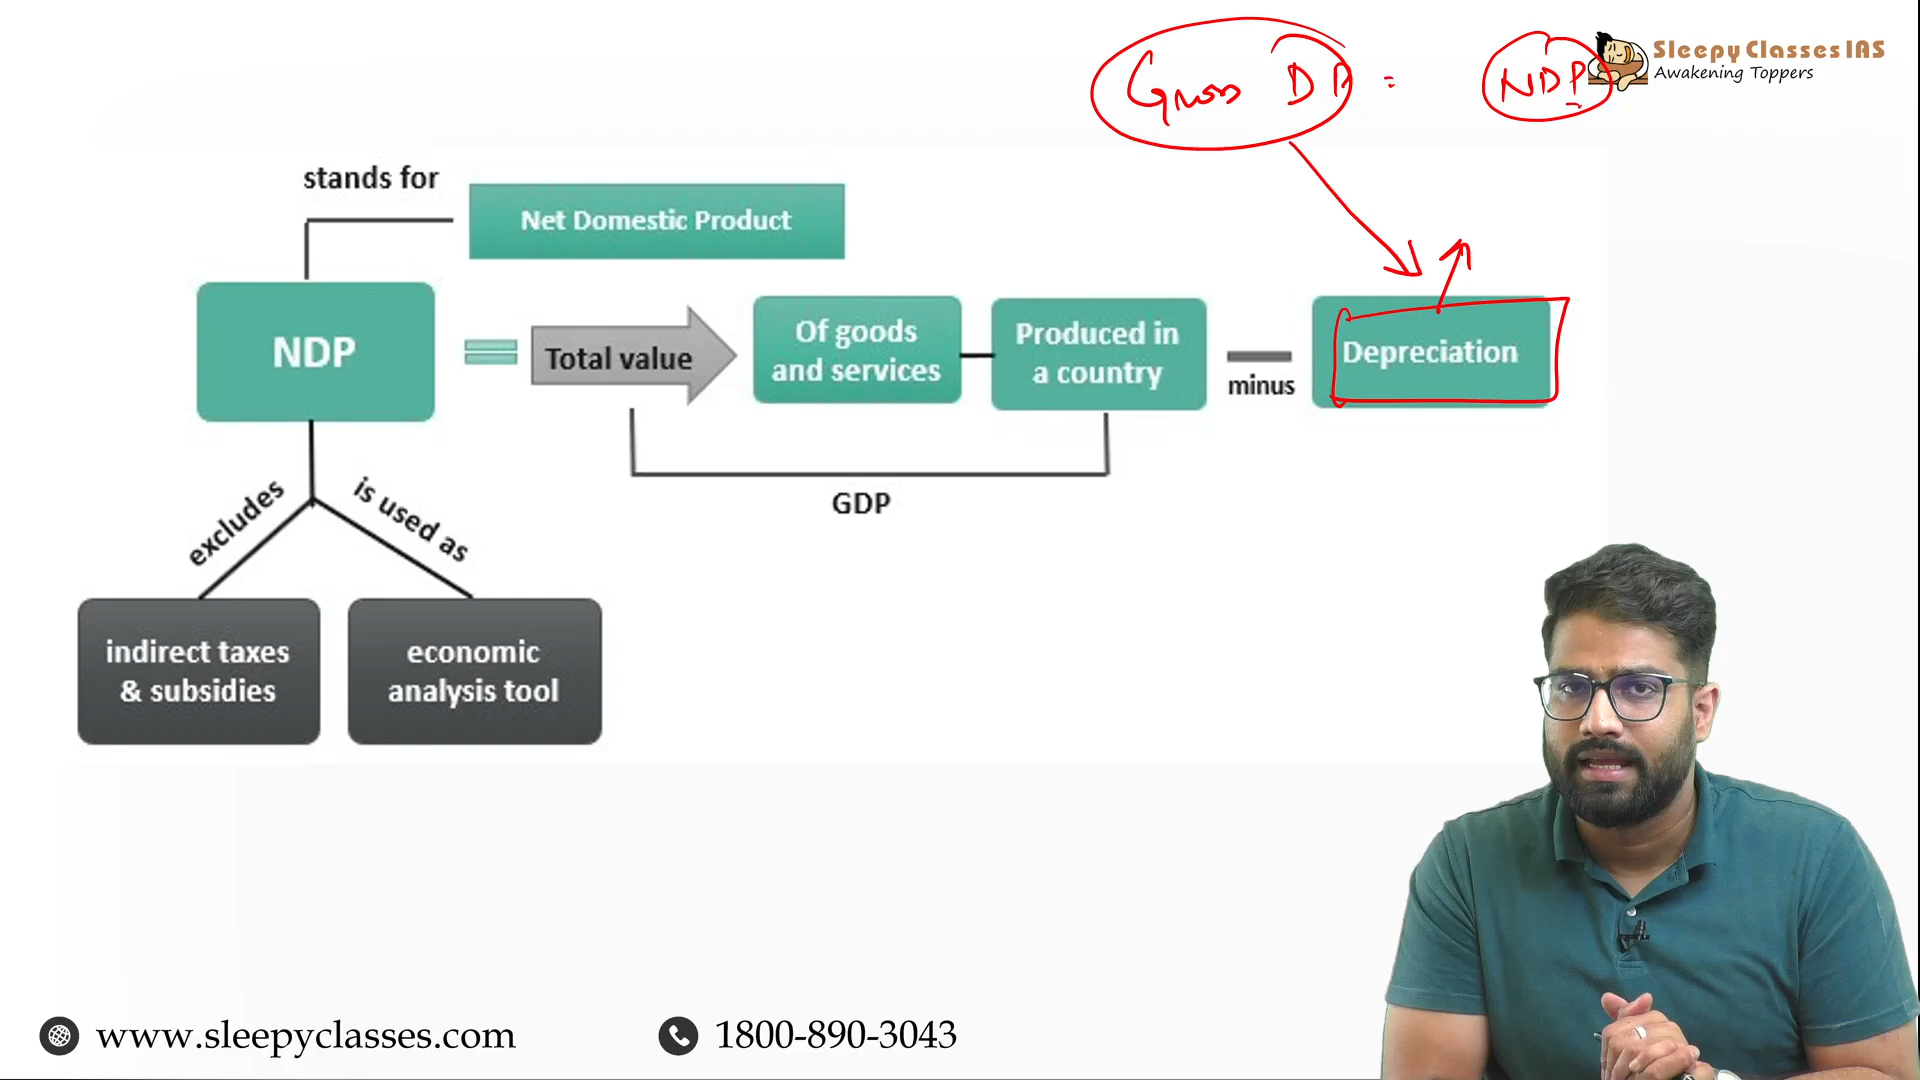 Gross DP = NDP
Sleepy Classes IAS
Awakening Toppers
stands for
Net Domestic Product
NDP
Total value
Of goods
and services
Produced in
a country
minus
Depreciation
GDP
excludes
is used as
indirect taxes
& subsidies
economic
analysis tool
www.sleepyclasses.com
1800-890-3043